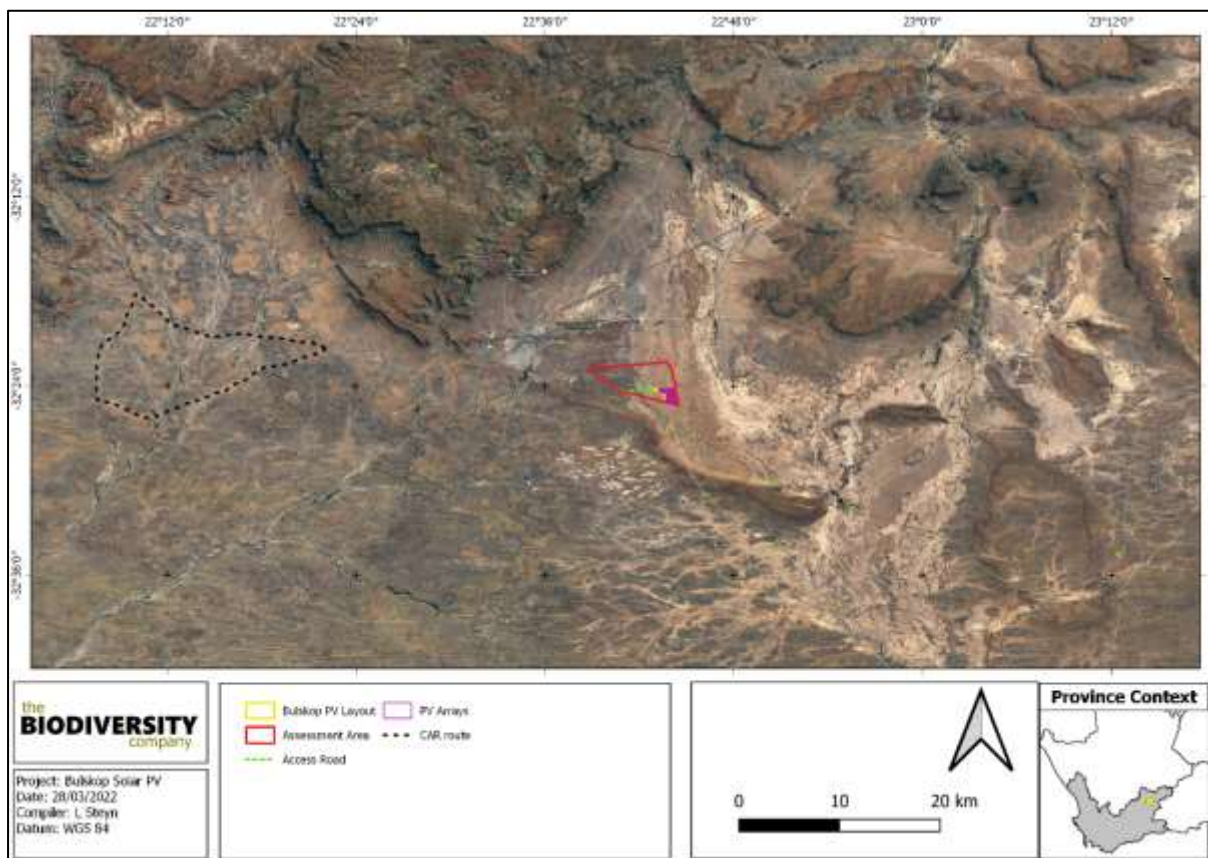 22°12'0" 22°24'0" 22°36'0" 22°48'0" 23°0'0" 23°12'0"
-32°12'0"
-32°24'0"
-32°36'0"
the
BIODIVERSITY
company
Project: Bulskop Solar PV
Date: 28/03/2022
Compiler: L Steyn
Datum: WGS 84
Bulskop PV Layout PV Arrays
Assessment Area CAR route
Access Road
0 10 20 km
Province Context